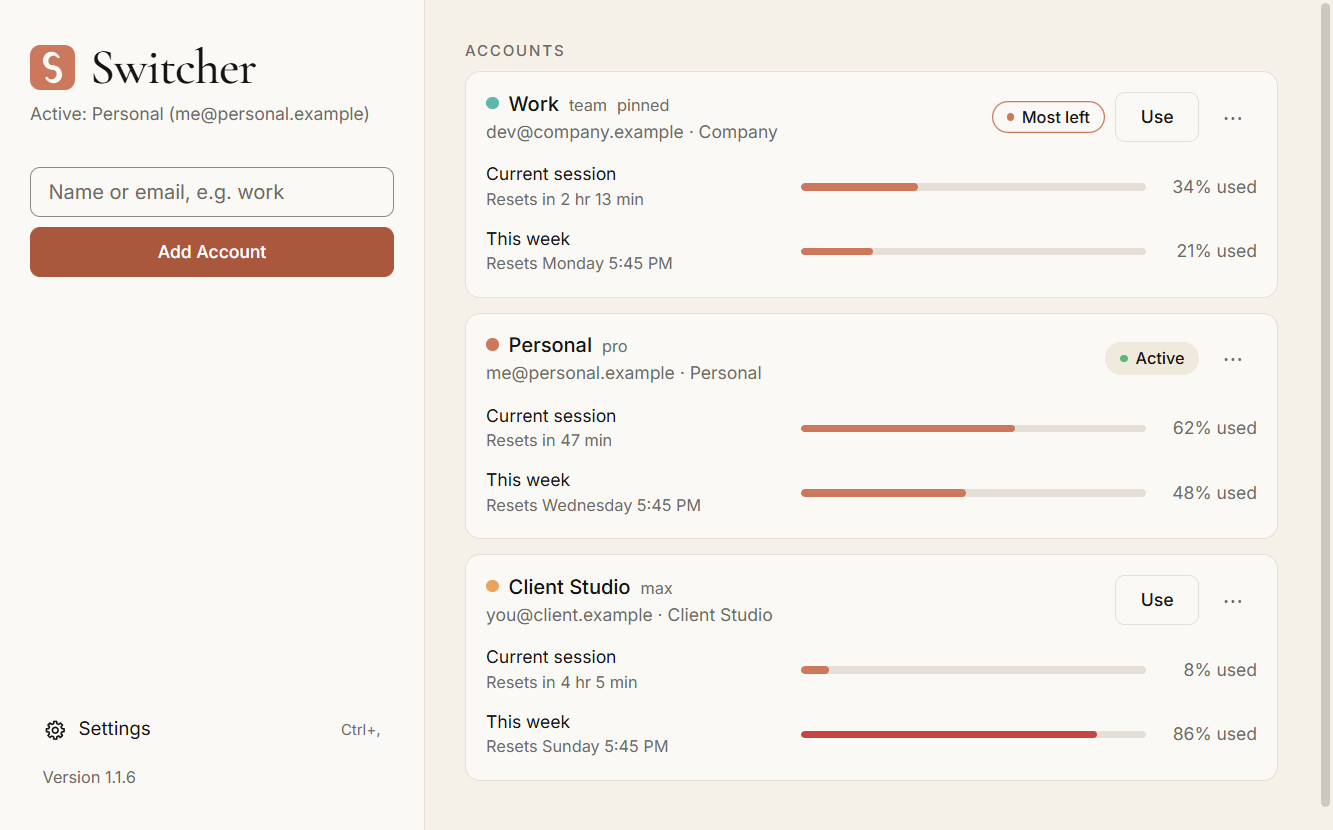 S Switcher
Active: Personal (me@personal.example)
Name or email, e.g. work
Add Account
Settings Ctrl+,
Version 1.1.6
ACCOUNTS
Work team pinned
dev@company.example · Company
Most left
Use
···
Current session
Resets in 2 hr 13 min
34% used
This week
Resets Monday 5:45 PM
21% used
Personal pro
me@personal.example · Personal
Active
···
Current session
Resets in 47 min
62% used
This week
Resets Wednesday 5:45 PM
48% used
Client Studio max
you@client.example · Client Studio
Use
···
Current session
Resets in 4 hr 5 min
8% used
This week
Resets Sunday 5:45 PM
86% used